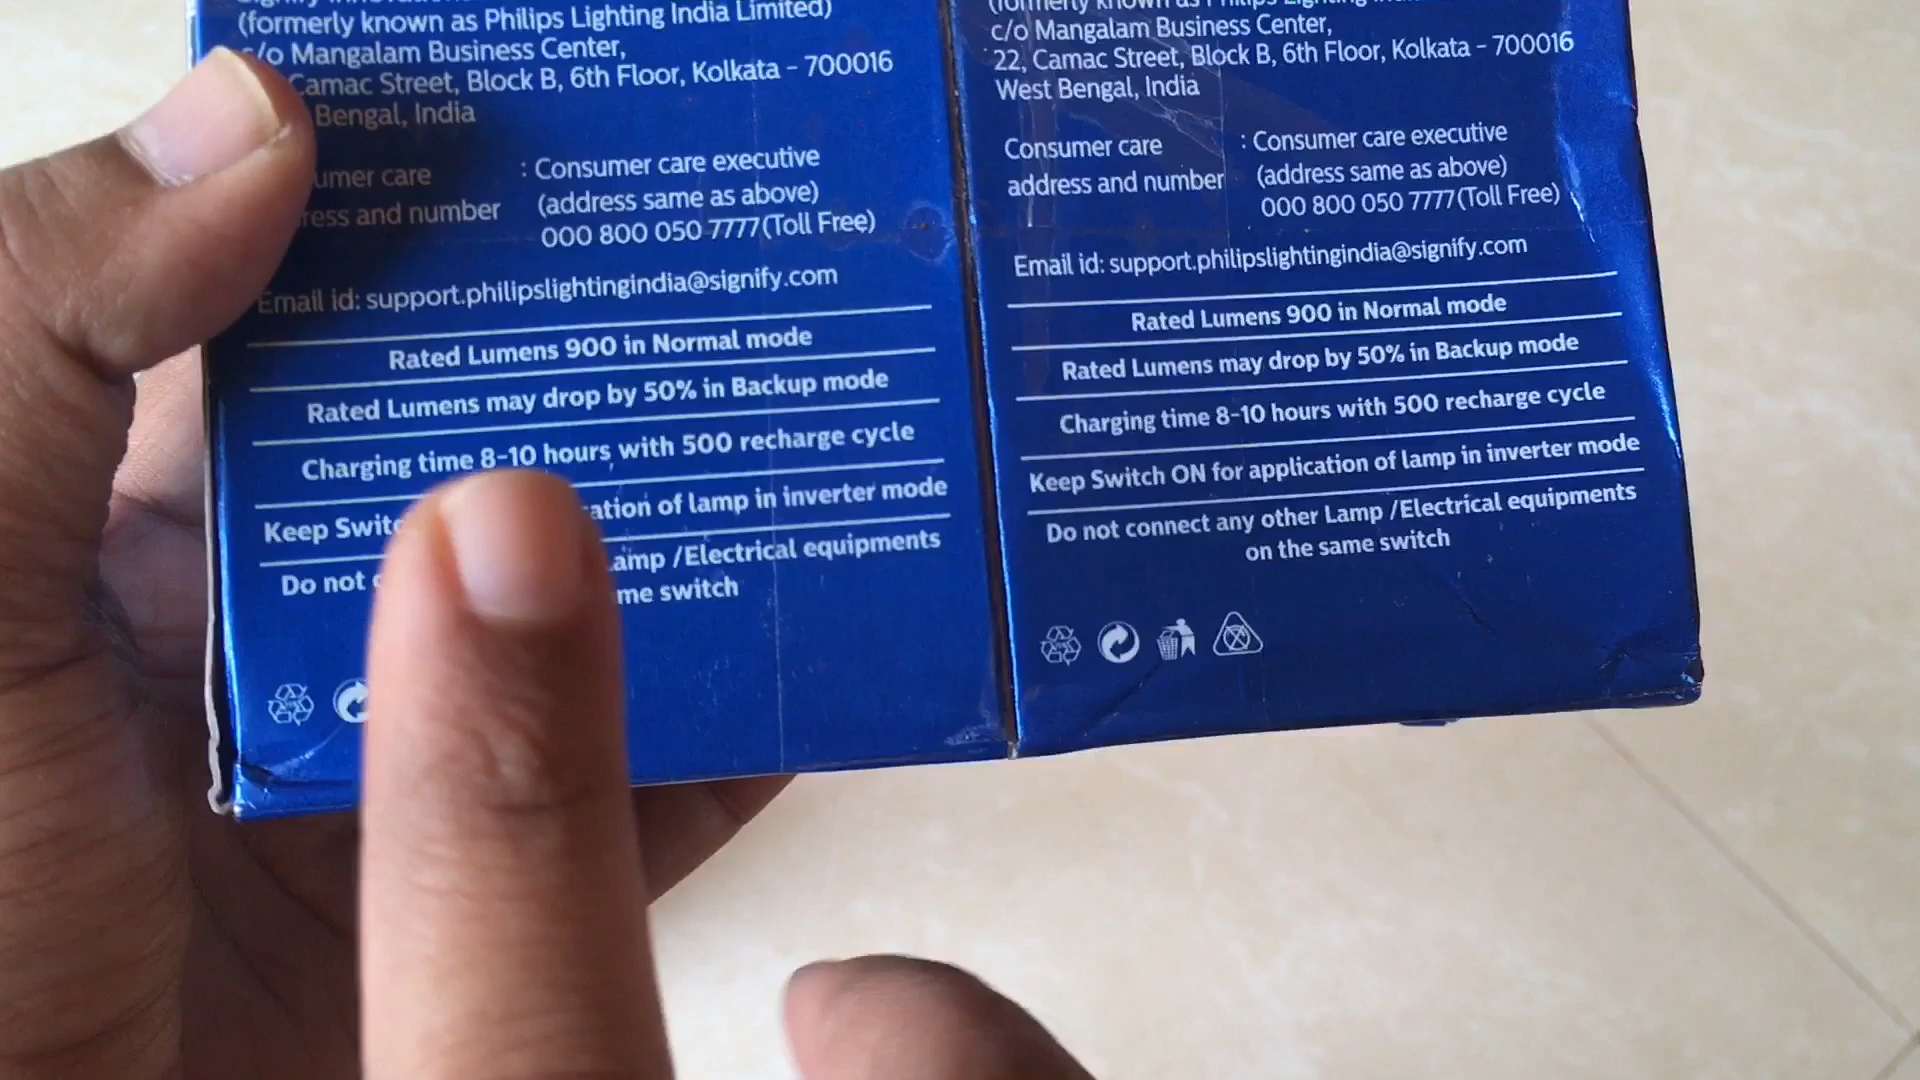 (formerly known as Philips Lighting India Limited)
c/o Mangalam Business Center,
Camac Street, Block B, 6th Floor, Kolkata - 700016
Bengal, India
: Consumer care executive
and number
(address same as above)
000 800 050 7777(Toll Free)
Email id: support.philipslightingindia@signify.com
Rated Lumens 900 in Normal mode
Rated Lumens may drop by 50% in Backup mode
Charging time 8-10 hours, with 500 recharge cycle
Keep of lamp in inverter mode
Do not /Electrical equipments
switch
c/o Mangalam Business Center,
22, Camac Street, Block B, 6th Floor, Kolkata - 700016
West Bengal, India
Consumer care : Consumer care executive
address and number (address same as above)
000 800 050 7777(Toll Free)
Email id: support.philipslightingindia@signify.com
Rated Lumens 900 in Normal mode
Rated Lumens may drop by 50% in Backup mode
Charging time 8-10 hours with 500 recharge cycle
Keep Switch ON for application of lamp in inverter mode
Do not connect any other Lamp /Electrical equipments
on the same switch